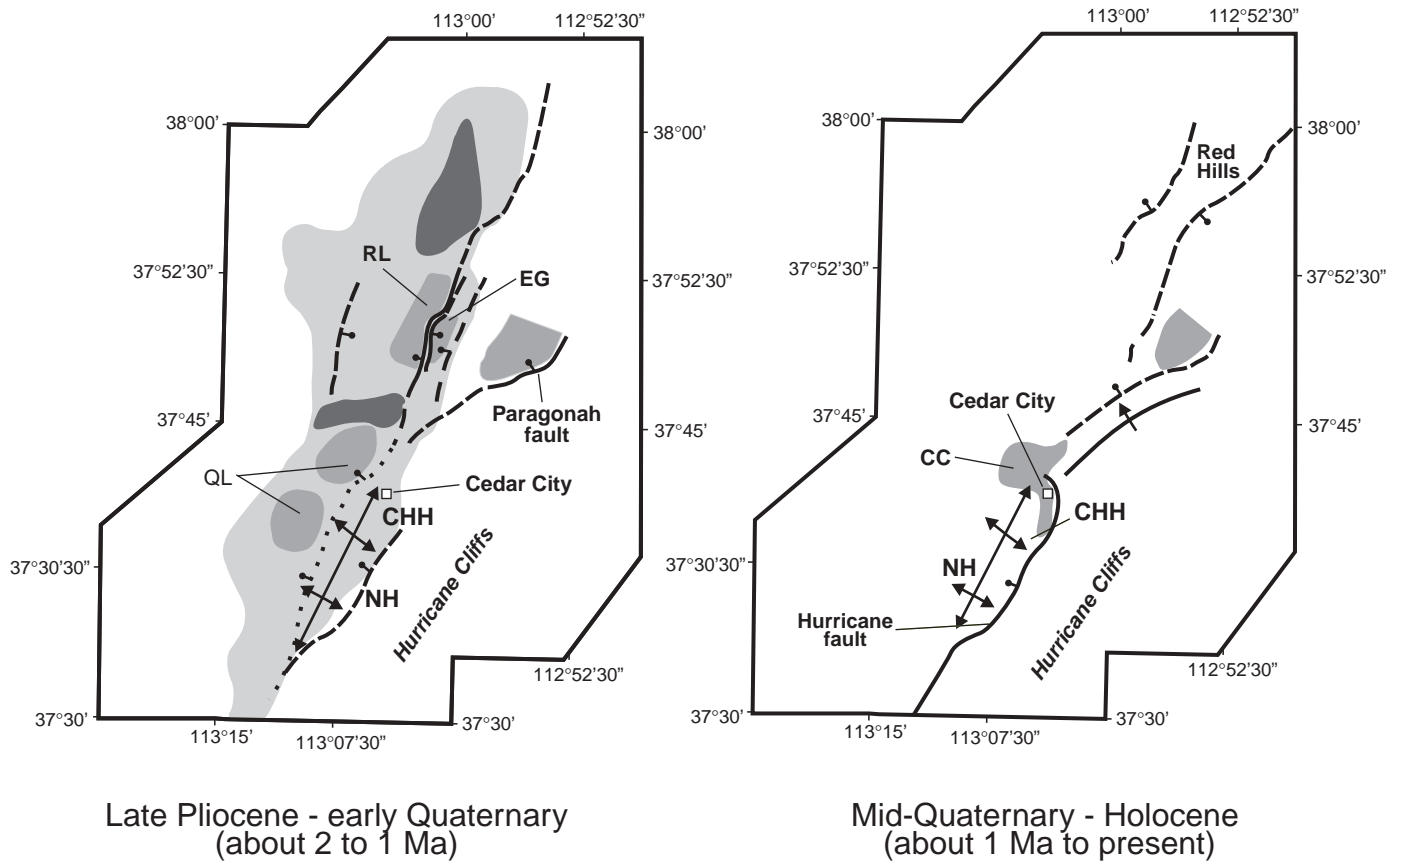 113°00’
112°52’30”
38°00’
38°00’
RL
37°52’30”
37°52’30”
EG
Paragonah
fault
37°45’
37°45’
QL
Cedar City
CHH
37°30’30”
NH
Hurricane Cliffs
112°52’30”
37°30’
37°30’
113°15’
113°07’30”
Late Pliocene - early Quaternary
(about 2 to 1 Ma)
113°00’
112°52’30”
38°00’
38°00’
Red
Hills
37°52’30”
37°52’30”
Cedar City
37°45’
37°45’
CC
CHH
37°30’30”
NH
Hurricane Cliffs
Hurricane
fault
112°52’30”
37°30’
37°30’
113°15’
113°07’30”
Mid-Quaternary - Holocene
(about 1 Ma to present)